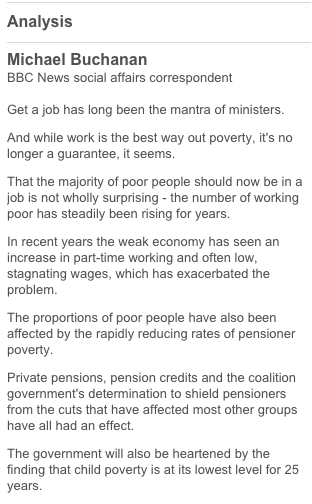 Analysis
Michael Buchanan
BBC News social affairs correspondent
Get a job has long been the mantra of ministers.
And while work is the best way out poverty, it's no
longer a guarantee, it seems.
That the majority of poor people should now be in a
job is not wholly surprising - the number of working
poor has steadily been rising for years.
In recent years the weak economy has seen an
increase in part-time working and often low,
stagnating wages, which has exacerbated the
problem.
The proportions of poor people have also been
affected by the rapidly reducing rates of pensioner
poverty.
Private pensions, pension credits and the coalition
government's determination to shield pensioners
from the cuts that have affected most other groups
have all had an effect.
The government will also be heartened by the
finding that child poverty is at its lowest level for 25
years.